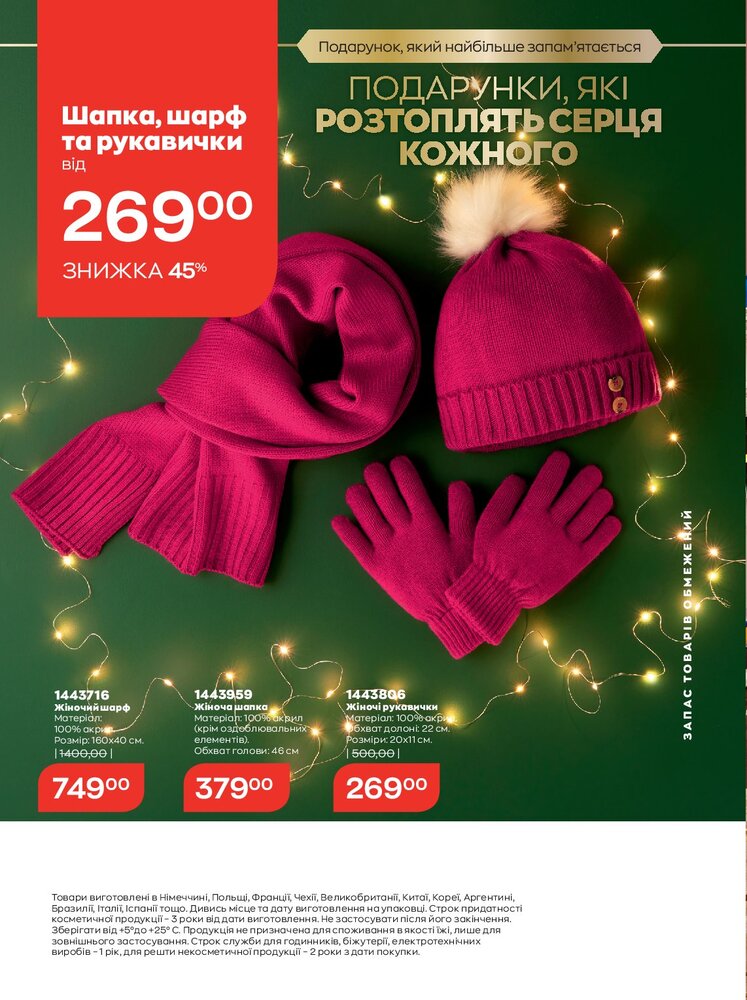 Подарунок, який найбільше запам'ятається
ПОДАРУНКИ, ЯКІ
РОЗТОПЛЯТЬ СЕРЦЯ
КОЖНОГО
Шапка, шарф
та рукавички
від
269⁰⁰
ЗНИЖКА 45%
ЗАПАС ТОВАРІВ ОБМЕЖЕНИЙ
1443716
Жіночий шарф
Матеріал:
100% акрил.
Розмір: 160х40 см.
| 1400,00 |
749⁰⁰
1443959
Жіноча шапка
Матеріал: 100% акрил
(крім оздоблювальних
елементів).
Обхват голови: 46 см
379⁰⁰
1443806
Жіночі рукавички
Матеріал: 100% акрил.
Обхват долоні: 22 см.
Розміри: 20х11 см.
| 500,00 |
269⁰⁰
Товари виготовлені в Німеччині, Польщі, Франції, Чехії, Великобританії, Китаї, Кореї, Аргентині,
Бразилії, Італії, Іспанії тощо. Дивись місце та дату виготовлення на упаковці. Строк придатності
косметичної продукції – 3 роки від дати виготовлення. Не застосувати після його закінчення.
Зберігати від +5° до +25° С. Продукція не призначена для споживання в якості їжі, лише для
зовнішнього застосування. Строк служби для годинників, біжутерії, електротехнічних
виробів – 1 рік, для решти некосметичної продукції – 2 роки з дати покупки.